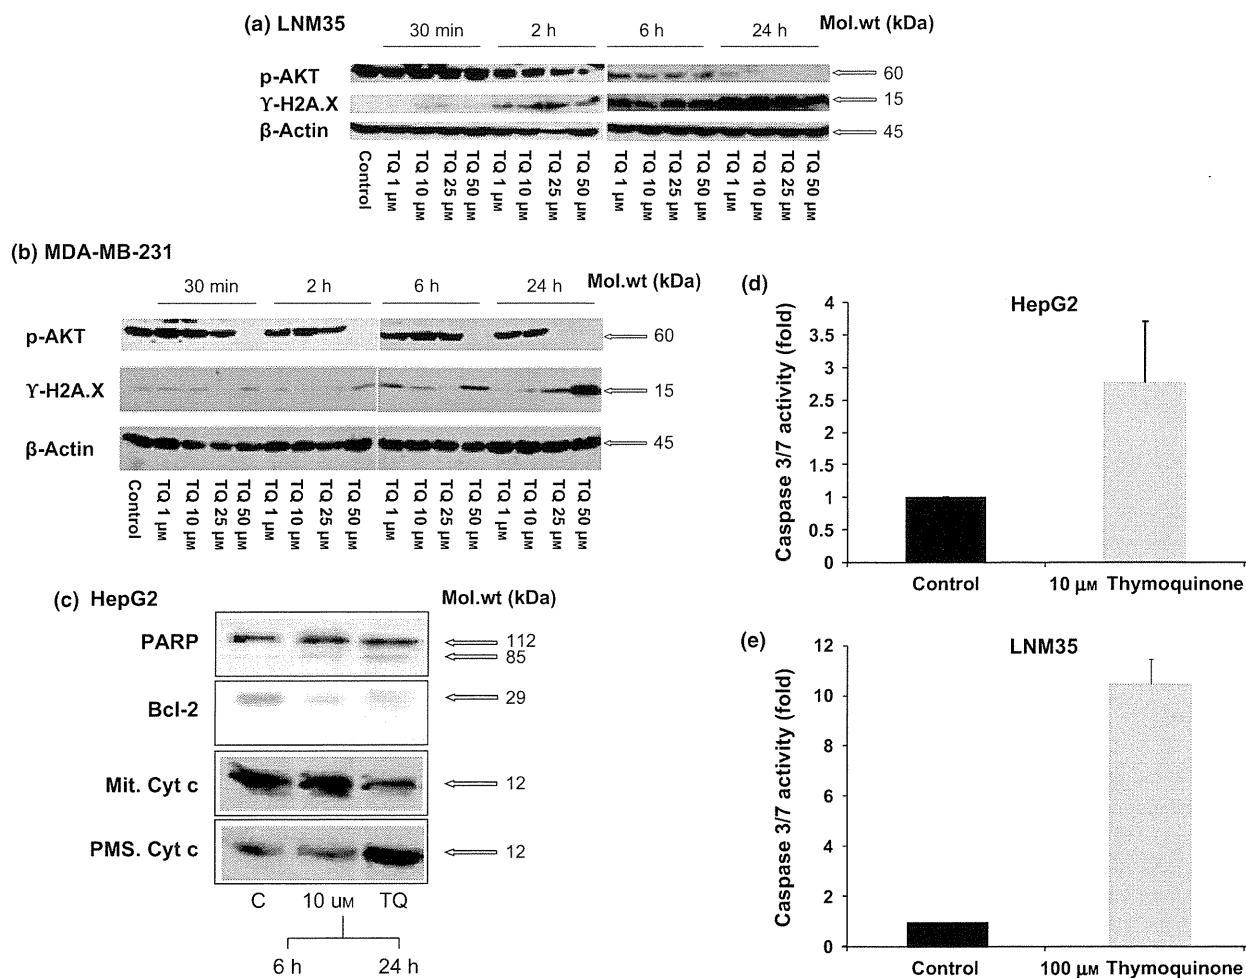 (a) LNM35
30 min 2 h 6 h 24 h Mol.wt (kDa)
p-AKT 60
ϒ-H2A.X 15
β-Actin 45
Control TQ 1 µM TQ 10 µM TQ 25 µM TQ 50 µM TQ 1 µM TQ 10 µM TQ 25 µM TQ 50 µM TQ 1 µM TQ 10 µM TQ 25 µM TQ 50 µM TQ 1 µM TQ 10 µM TQ 25 µM TQ 50 µM
(b) MDA-MB-231
30 min 2 h 6 h 24 h Mol.wt (kDa)
p-AKT 60
ϒ-H2A.X 15
β-Actin 45
Control TQ 1 µM TQ 10 µM TQ 25 µM TQ 50 µM TQ 1 µM TQ 10 µM TQ 25 µM TQ 50 µM TQ 1 µM TQ 10 µM TQ 25 µM TQ 50 µM TQ 1 µM TQ 10 µM TQ 25 µM TQ 50 µM
(c) HepG2 Mol.wt (kDa)
PARP 112
85
Bcl-2 29
Mit. Cyt c 12
PMS. Cyt c 12
C 10 uM TQ
6 h 24 h
(d)
HepG2
Caspase 3/7 activity (fold)
4
3.5
3
2.5
2
1.5
1
0.5
0
Control 10 µM Thymoquinone
(e)
LNM35
Caspase 3/7 activity (fold)
12
10
8
6
4
2
0
Control 100 µM Thymoquinone